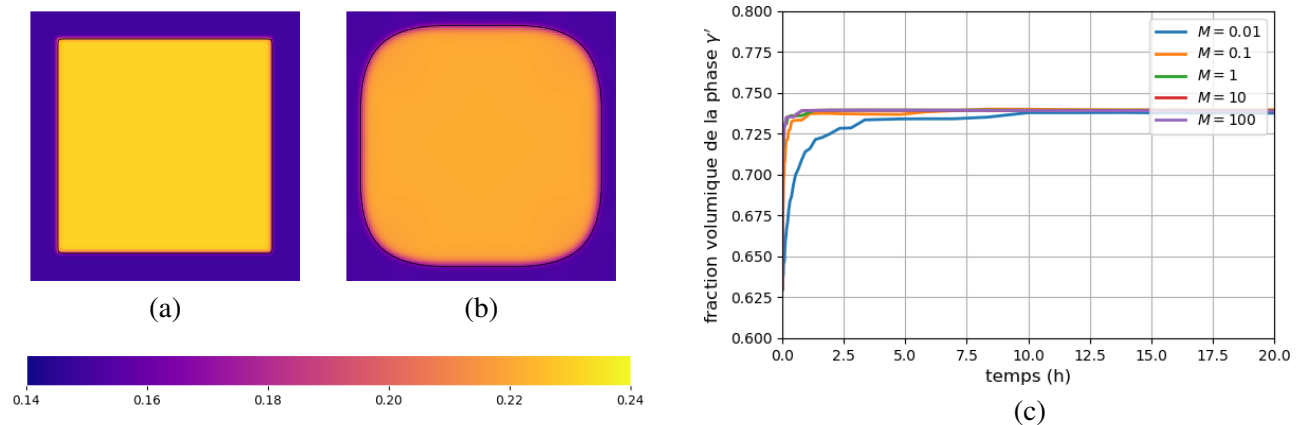 (a)
(b)
0.14 0.16 0.18 0.20 0.22 0.24
fraction volumique de la phase γ′
0.800
0.775
0.750
0.725
0.700
0.675
0.650
0.625
0.600
M = 0.01
M = 0.1
M = 1
M = 10
M = 100
0.0 2.5 5.0 7.5 10.0 12.5 15.0 17.5 20.0
temps (h)
(c)